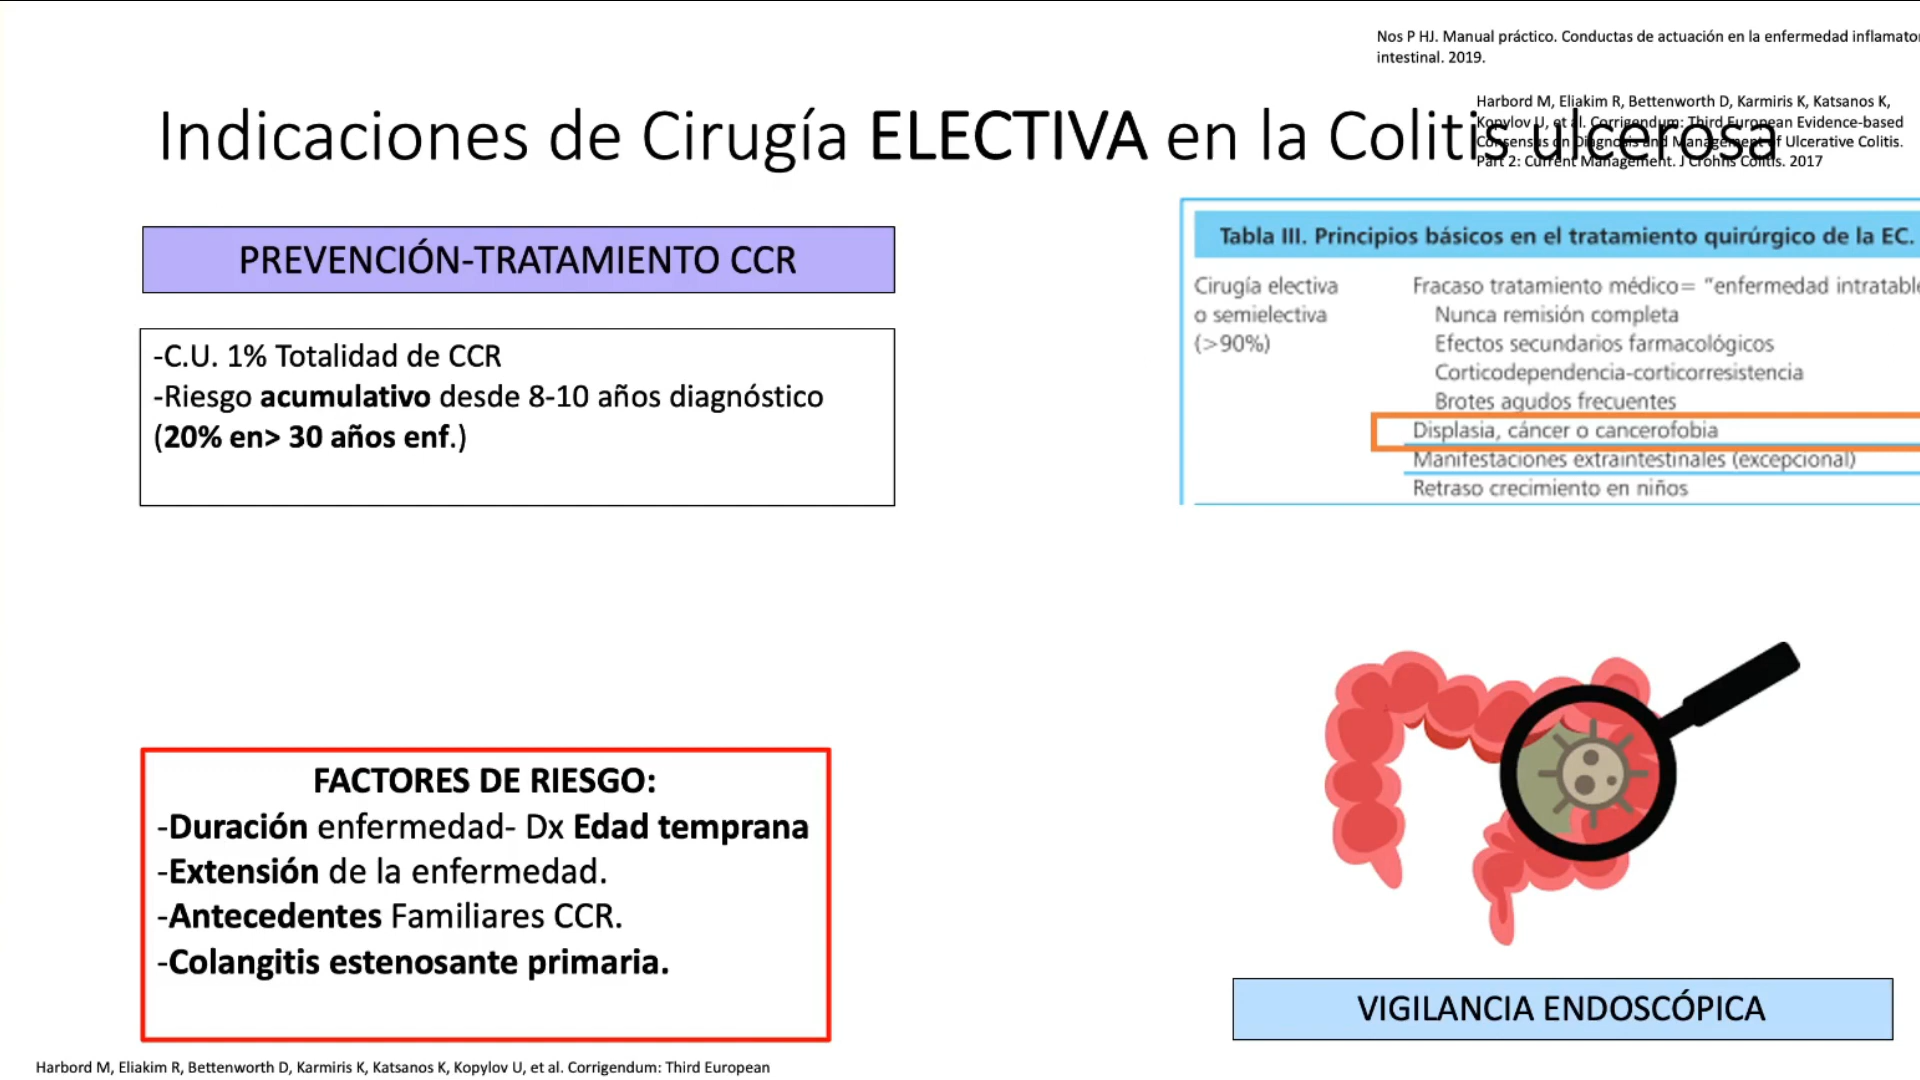 Nos P HJ. Manual práctico. Conductas de actuación en la enfermedad
intestinal. 2019.
Harbord M, Eliakim R, Bettenworth D, Karmiris K, Katsanos K,
Kopylov U, et al. Corrigendum: Third European Evidence-based
Consensus on Diagnosis and Management of Ulcerative Colitis.
Part 2: Current Management. J Crohns Colitis. 2017
Indicaciones de Cirugía ELECTIVA en la Colitis ulcerosa
PREVENCIÓN-TRATAMIENTO CCR
-C.U. 1% Totalidad de CCR
-Riesgo acumulativo desde 8-10 años diagnóstico
(20% en> 30 años enf.)
Tabla III. Principios básicos en el tratamiento quirúrgico de la EC.
Cirugía electiva
o semielectiva
(>90%)
Fracaso tratamiento médico= "enfermedad
Nunca remisión completa
Efectos secundarios farmacológicos
Corticodependencia-corticorresistencia
Brotes agudos frecuentes
Displasia, cáncer o cancerofobia
Manifestaciones extraintestinales (excepcional)
Retraso crecimiento en niños
FACTORES DE RIESGO:
-Duración enfermedad- Dx Edad temprana
-Extensión de la enfermedad.
-Antecedentes Familiares CCR.
-Colangitis estenosante primaria.
VIGILANCIA ENDOSCÓPICA
Harbord M, Eliakim R, Bettenworth D, Karmiris K, Katsanos K, Kopylov U, et al. Corrigendum: Third European